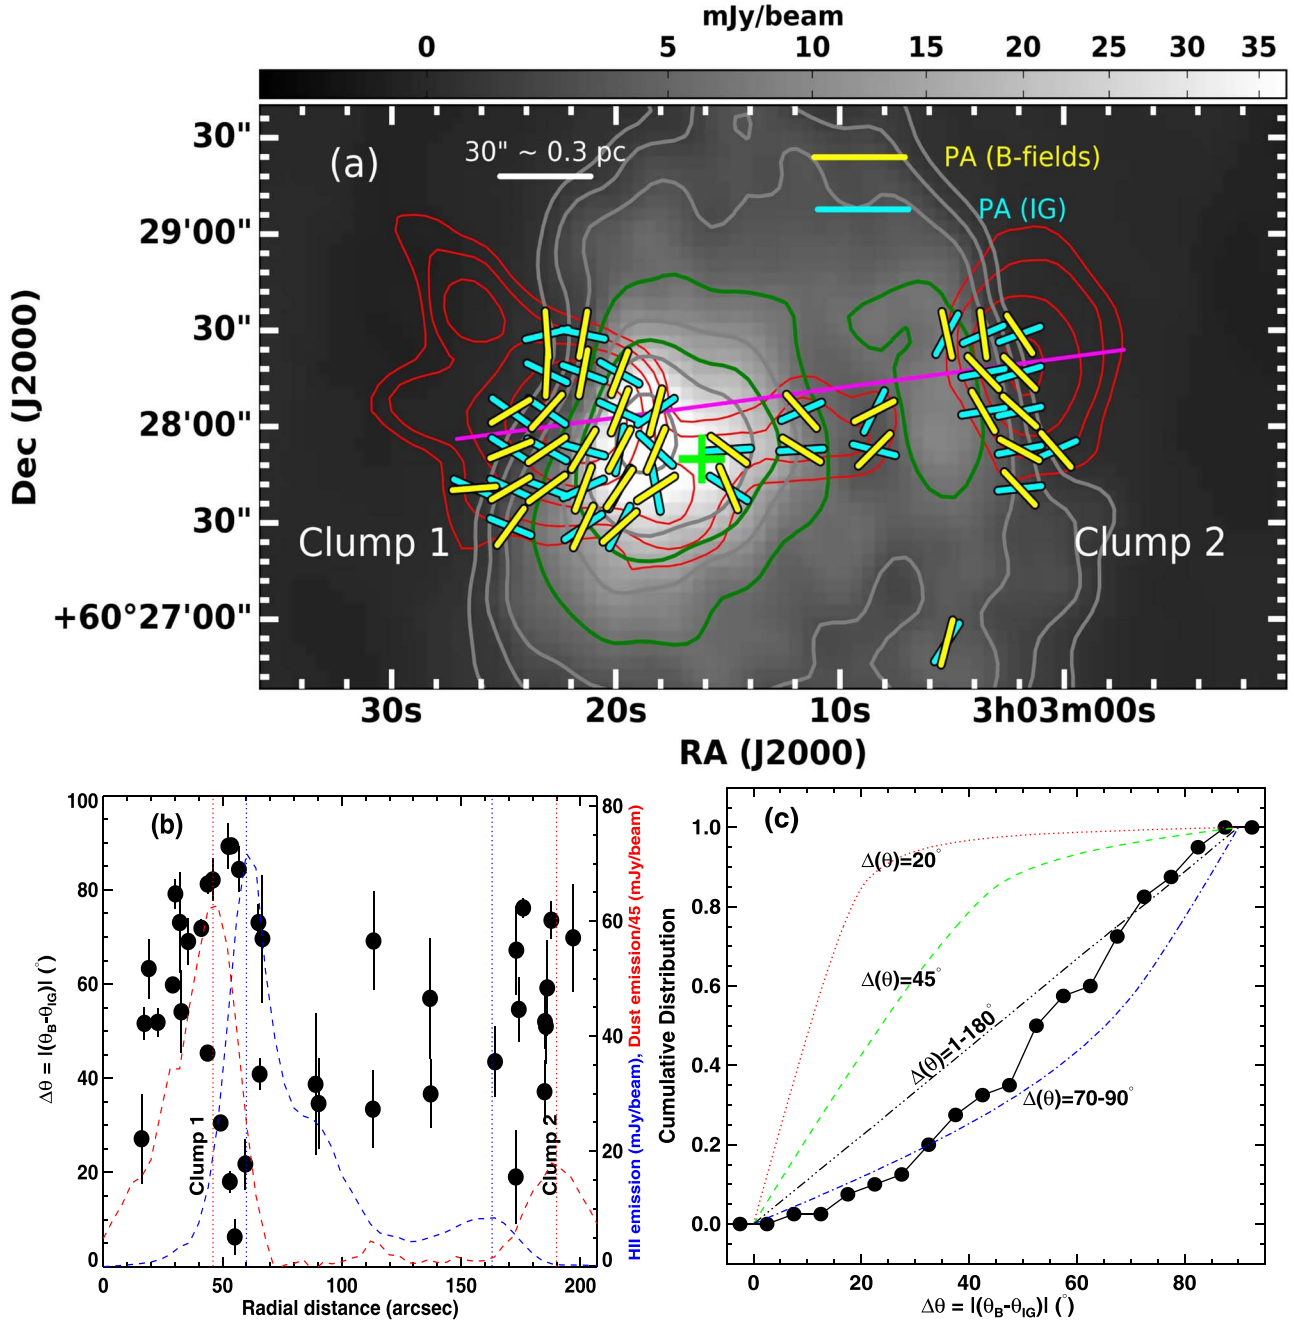 mJy/beam
0 5 10 15 20 25 30 35
(a)
30" ~ 0.3 pc
PA (B-fields)
PA (IG)
30"
29'00"
30"
28'00"
30"
+60°27'00"
Dec (J2000)
Clump 1
Clump 2
30s 20s 10s 3h03m00s
RA (J2000)
(b)
100
80
60
40
20
0
Δθ = |(θB-θIG)| (°)
Clump 1
Clump 2
80
60
40
20
0
HII emission (mJy/beam), Dust emission/45 (mJy/beam)
0 50 100 150 200
Radial distance (arcsec)
(c)
1.0
0.8
0.6
0.4
0.2
0.0
Cumulative Distribution
Δ(θ)=20°
Δ(θ)=45°
Δ(θ)=1-180°
Δ(θ)=70-90°
0 20 40 60 80
Δθ = |(θB-θIG)| (°)